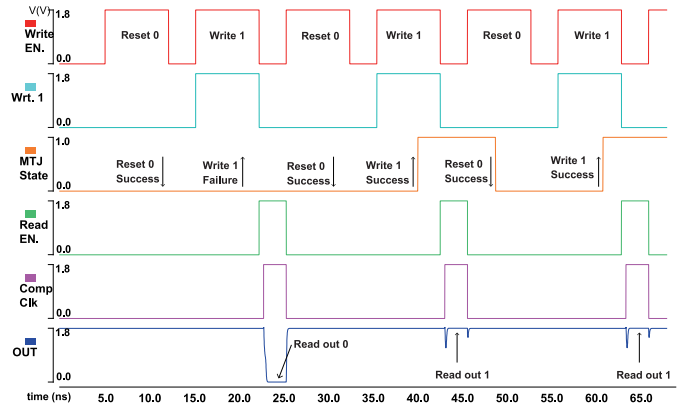 V(V)
Write EN.
1.8
0.0
Reset 0
Write 1
Reset 0
Write 1
Reset 0
Write 1
Wrt. 1
1.8
0.0
MTJ State
1.0
0.0
Reset 0 Success
Write 1 Failure
Reset 0 Success
Write 1 Success
Reset 0 Success
Write 1 Success
Read EN.
1.8
0.0
Comp Clk
1.8
0.0
OUT
1.8
0.0
Read out 0
Read out 1
Read out 1
time (ns)
5.0 10.0 15.0 20.0 25.0 30.0 35.0 40.0 45.0 50.0 55.0 60.0 65.0